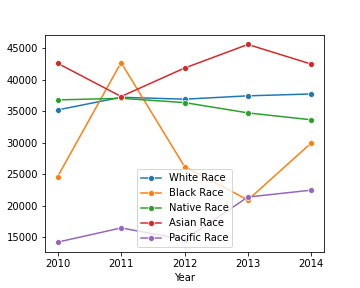 45000
40000
35000
30000
25000
20000
15000
White Race
Black Race
Native Race
Asian Race
Pacific Race
2010 2011 2012 2013 2014
Year